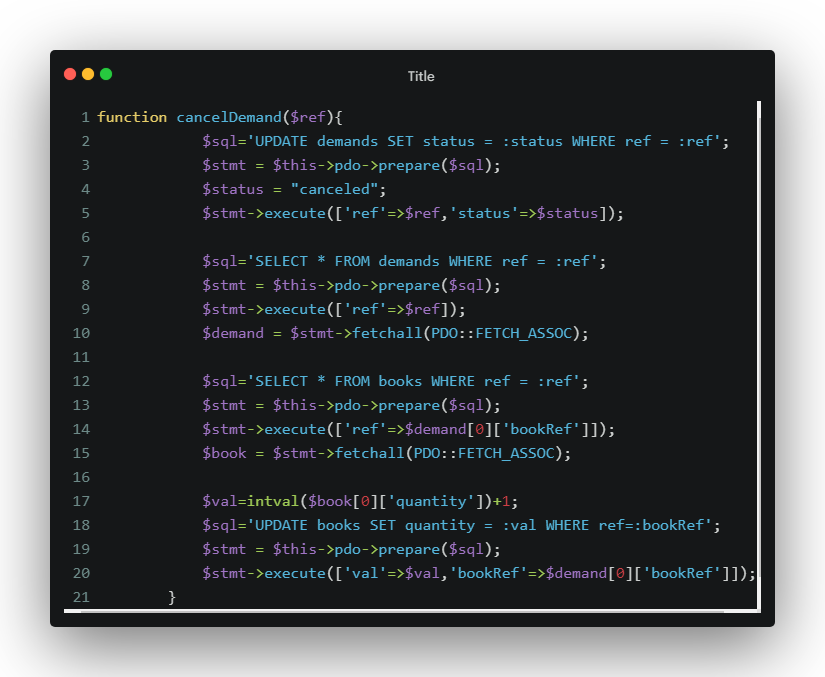 Title
1 function cancelDemand($ref){
2 $sql='UPDATE demands SET status = :status WHERE ref = :ref';
3 $stmt = $this->pdo->prepare($sql);
4 $status = "canceled";
5 $stmt->execute(['ref'=>$ref,'status'=>$status]);
6
7 $sql='SELECT * FROM demands WHERE ref = :ref';
8 $stmt = $this->pdo->prepare($sql);
9 $stmt->execute(['ref'=>$ref]);
10 $demand = $stmt->fetchall(PDO::FETCH_ASSOC);
11
12 $sql='SELECT * FROM books WHERE ref = :ref';
13 $stmt = $this->pdo->prepare($sql);
14 $stmt->execute(['ref'=>$demand[0]['bookRef']]);
15 $book = $stmt->fetchall(PDO::FETCH_ASSOC);
16
17 $val=intval($book[0]['quantity'])+1;
18 $sql='UPDATE books SET quantity = :val WHERE ref=:bookRef';
19 $stmt = $this->pdo->prepare($sql);
20 $stmt->execute(['val'=>$val,'bookRef'=>$demand[0]['bookRef']]);
21 }